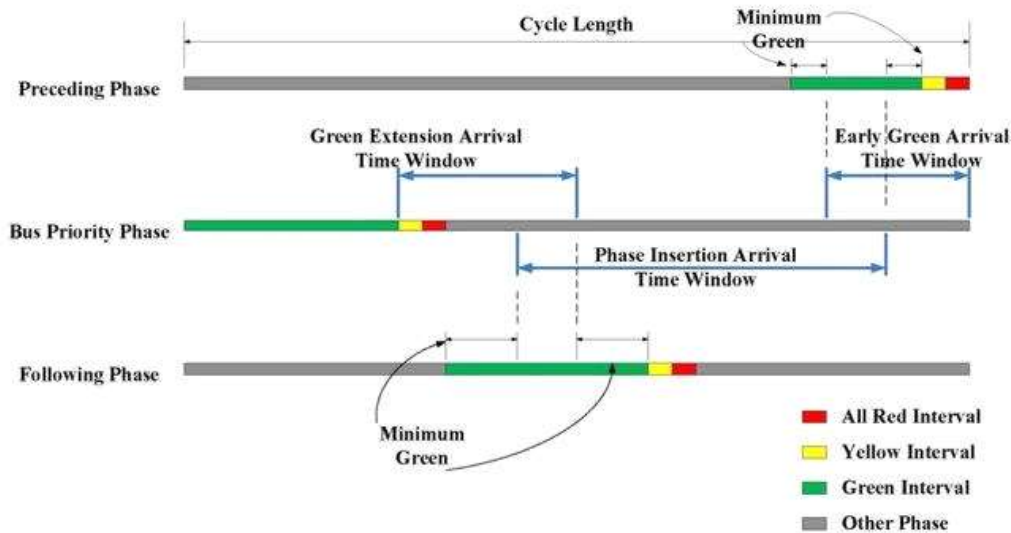 Cycle Length
Minimum
Green
Preceding Phase
Green Extension Arrival
Time Window
Early Green Arrival
Time Window
Bus Priority Phase
Phase Insertion Arrival
Time Window
Following Phase
Minimum
Green
All Red Interval
Yellow Interval
Green Interval
Other Phase